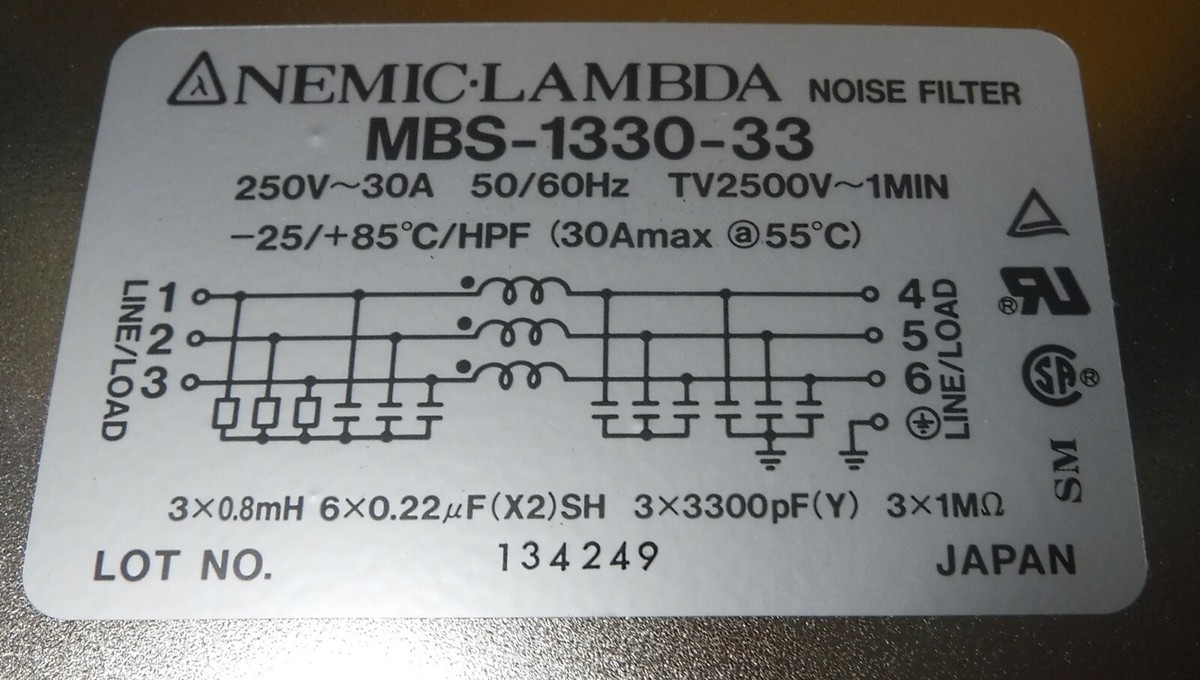 NEMIC·LAMBDA NOISE FILTER
MBS-1330-33
250V~30A 50/60Hz TV2500V~1MIN
-25/+85°C/HPF (30Amax @55°C)
LINE/LOAD
1
2
3
4
5
6
LINE/LOAD
RU®
SA®
SM
3×0.8mH 6×0.22μF(X2)SH 3×3300pF(Y) 3×1MΩ
LOT NO. 134249 JAPAN